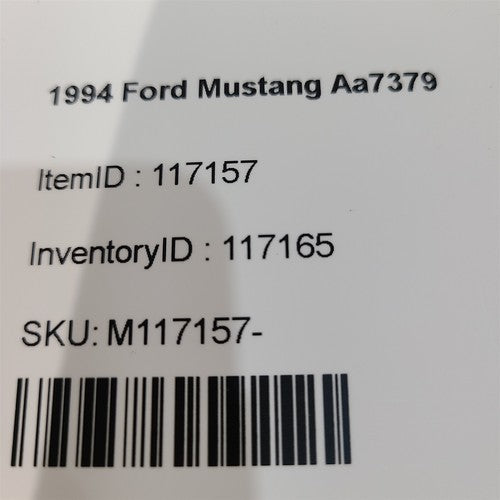 1994 Ford Mustang Aa7379
ItemID : 117157
InventoryID : 117165
SKU: M117157-